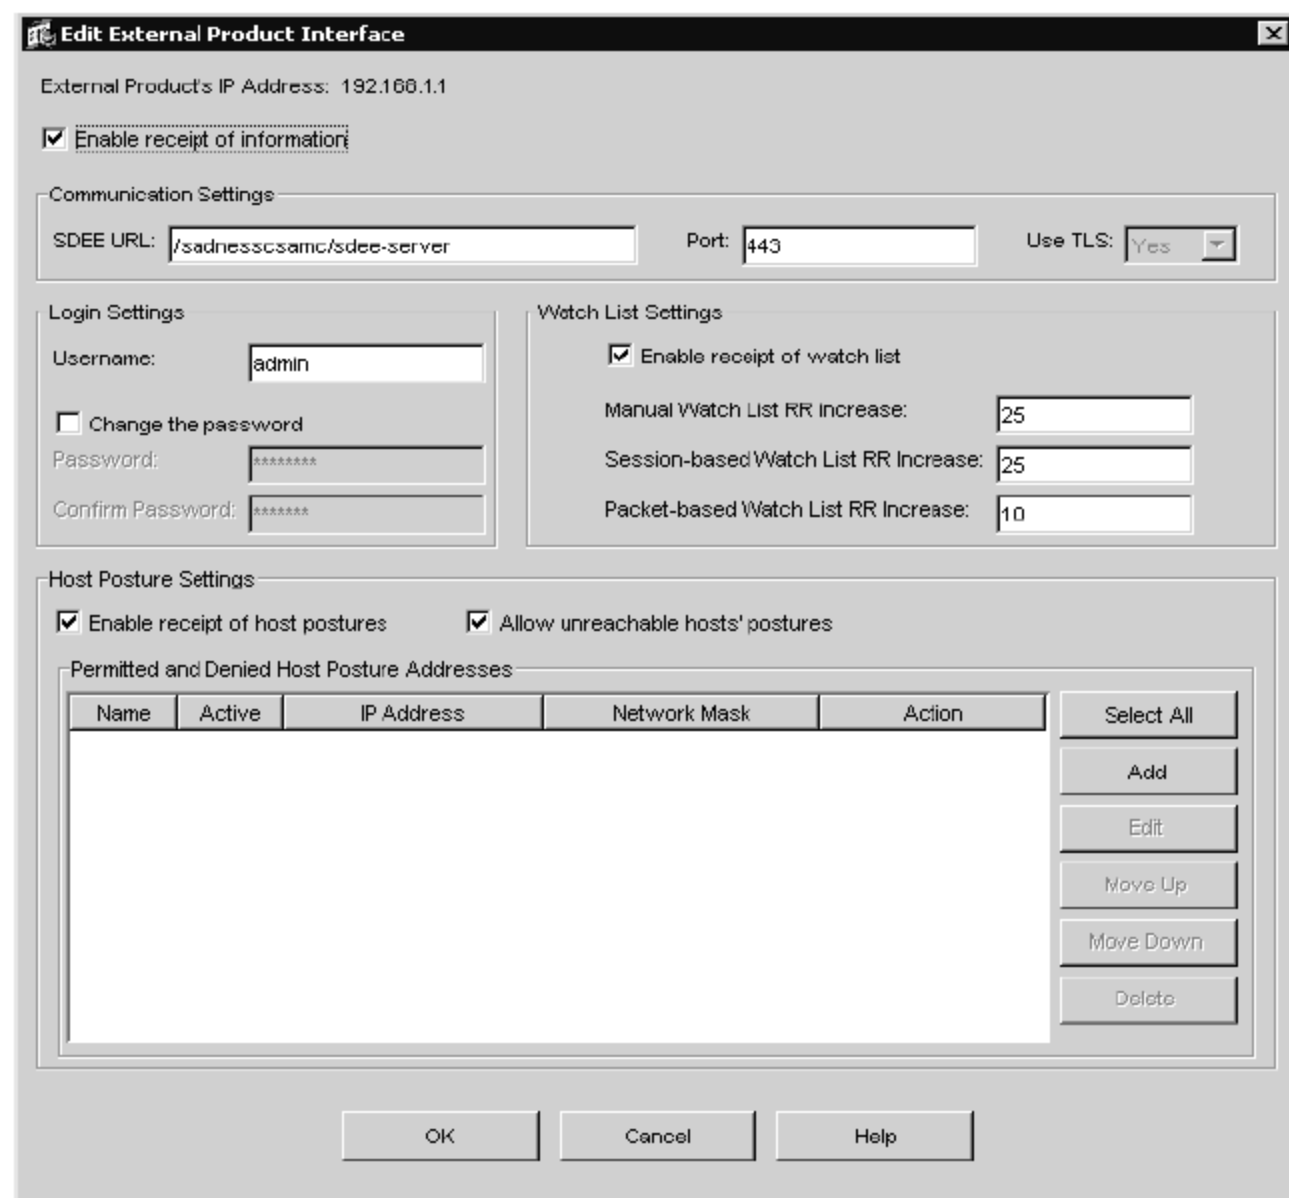 Edit External Product Interface
External Product's IP Address: 192.168.1.1
Enable receipt of information
Communication Settings
SDEE URL: /sadnesscsamc/sdee-server Port: 443 Use TLS: Yes
Login Settings
Username: admin
Change the password
Password: ********
Confirm Password: *******
Watch List Settings
Enable receipt of watch list
Manual Watch List RR increase: 25
Session-based Watch List RR Increase: 25
Packet-based Watch List RR Increase: 10
Host Posture Settings
Enable receipt of host postures Allow unreachable hosts' postures
Permitted and Denied Host Posture Addresses
Name Active IP Address Network Mask Action
Select All
Add
Edit
Move Up
Move Down
Delete
OK Cancel Help